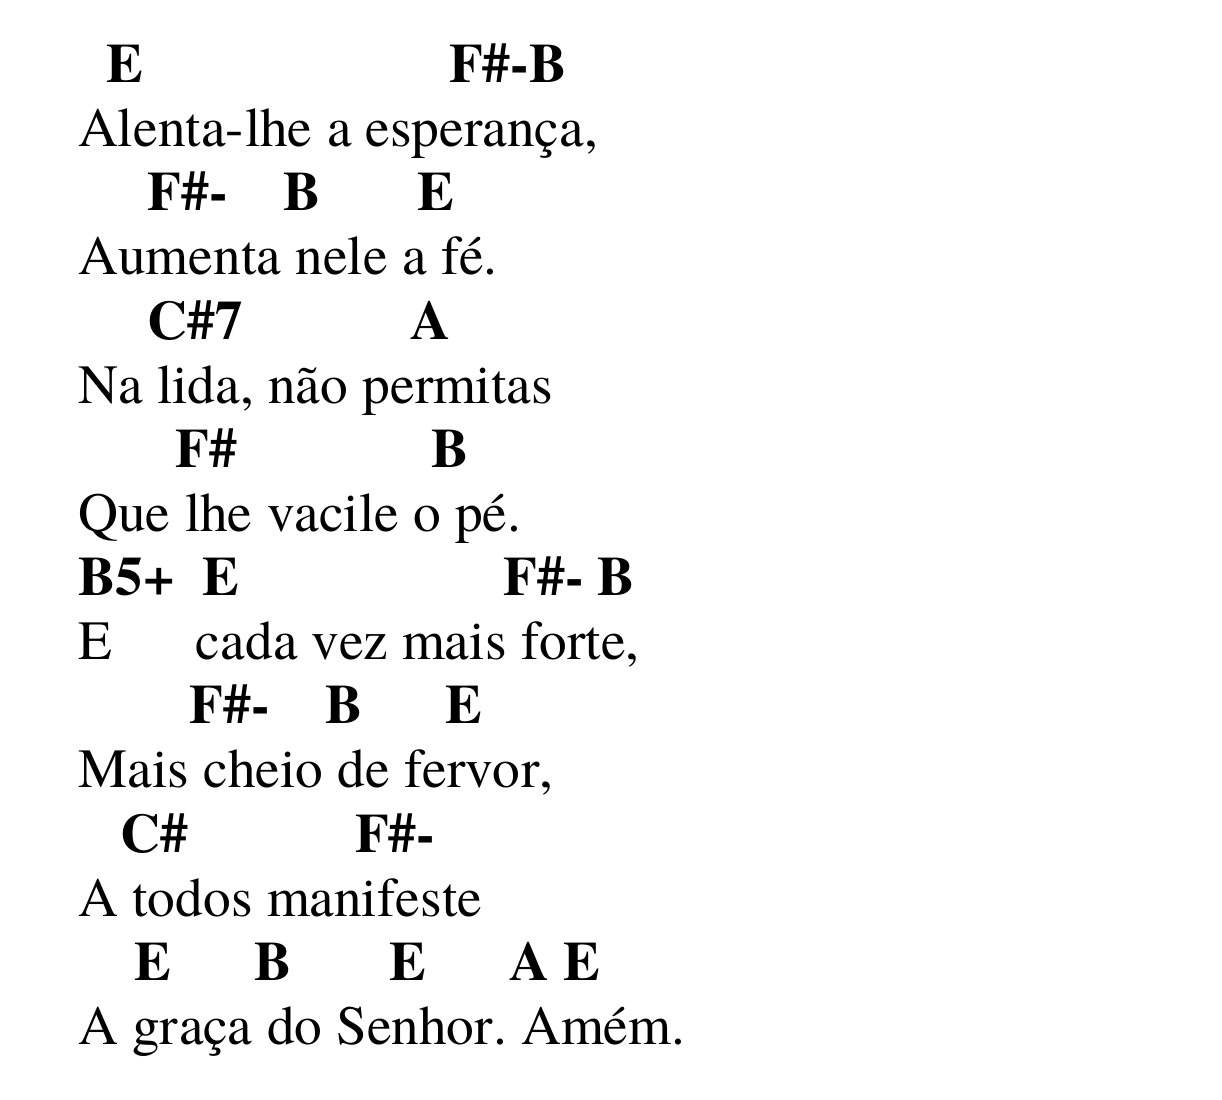 E F#-B
Alenta-lhe a esperança,
F#- B E
Aumenta nele a fé.
C#7 A
Na lida, não permitas
F# B
Que lhe vacile o pé.
B5+ E F#- B
E cada vez mais forte,
F#- B E
Mais cheio de fervor,
C# F#-
A todos manifeste
E B E A E
A graça do Senhor. Amém.